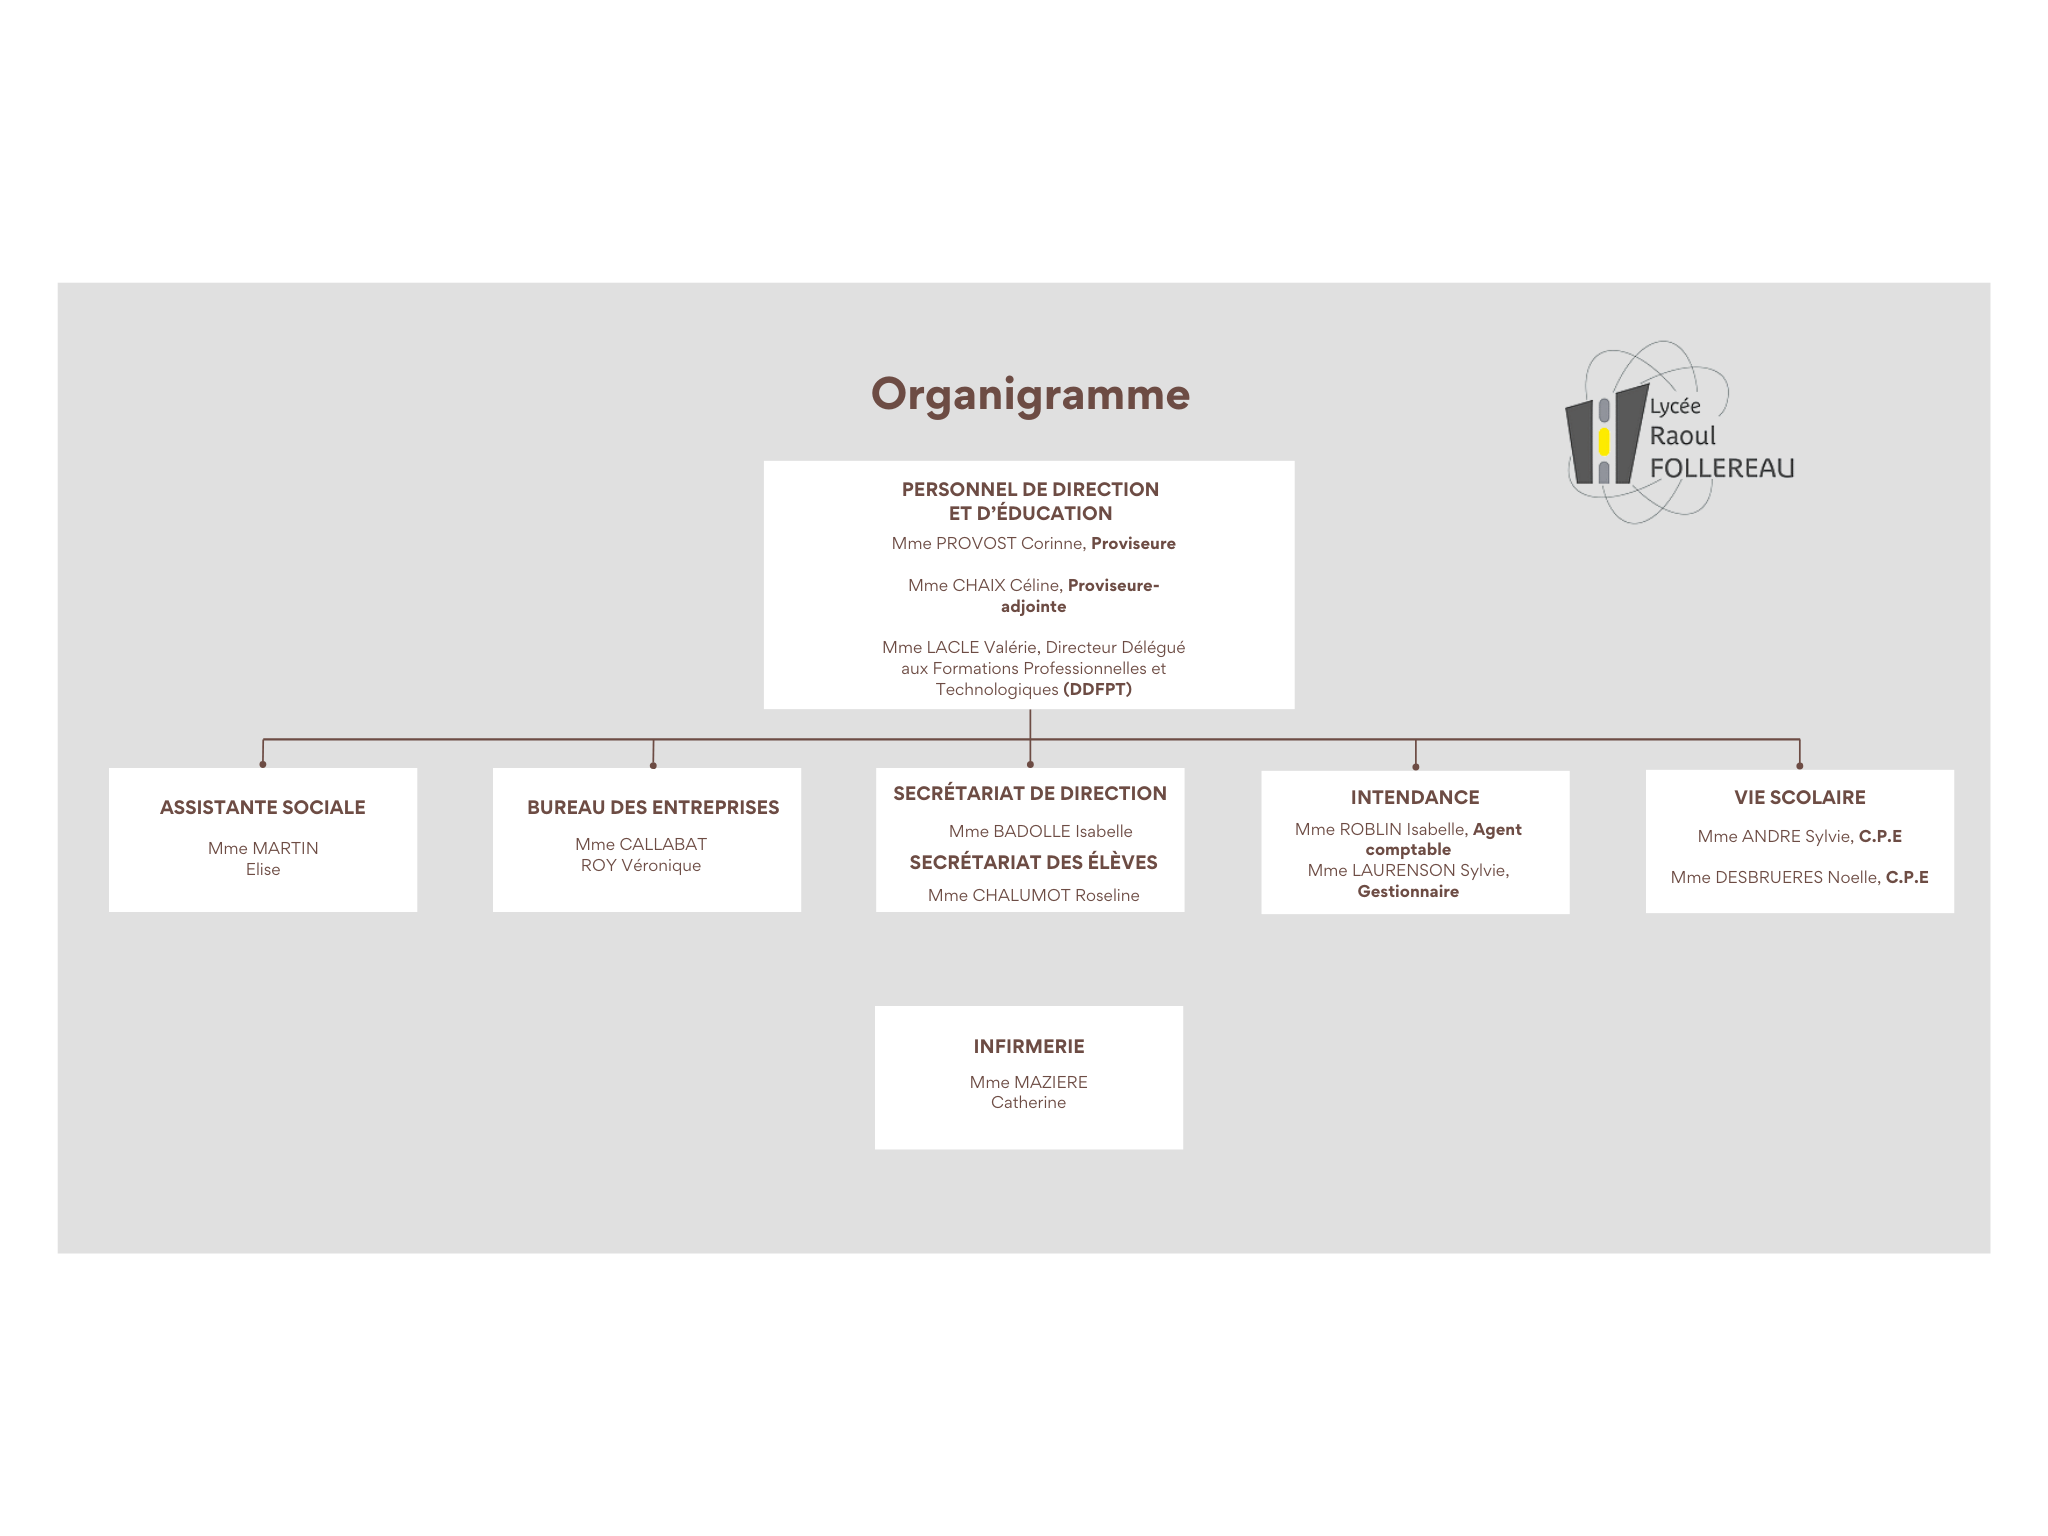 Organigramme
Lycée
Raoul
FOLLEREAU
PERSONNEL DE DIRECTION
ET D’ÉDUCATION
Mme PROVOST Corinne, Proviseure
Mme CHAIX Céline, Proviseure-
adjointe
Mme LACLE Valérie, Directeur Délégué
aux Formations Professionnelles et
Technologiques (DDFPT)
ASSISTANTE SOCIALE
Mme MARTIN
Elise
BUREAU DES ENTREPRISES
Mme CALLABAT
ROY Véronique
SECRÉTARIAT DE DIRECTION
Mme BADOLLE Isabelle
SECRÉTARIAT DES ÉLÈVES
Mme CHALUMOT Roseline
INTENDANCE
Mme ROBLIN Isabelle, Agent
comptable
Mme LAURENSON Sylvie,
Gestionnaire
VIE SCOLAIRE
Mme ANDRE Sylvie, C.P.E
Mme DESBRUERES Noelle, C.P.E
INFIRMERIE
Mme MAZIERE
Catherine